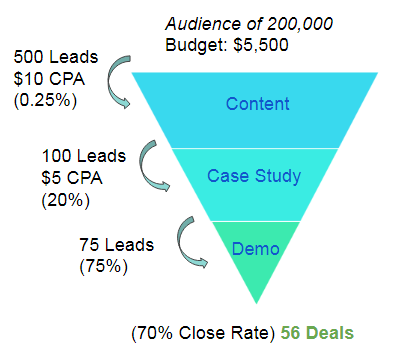 Audience of 200,000
Budget: $5,500
500 Leads
$10 CPA
(0.25%)
Content
100 Leads
$5 CPA
(20%)
Case Study
75 Leads
(75%)
Demo
(70% Close Rate) 56 Deals